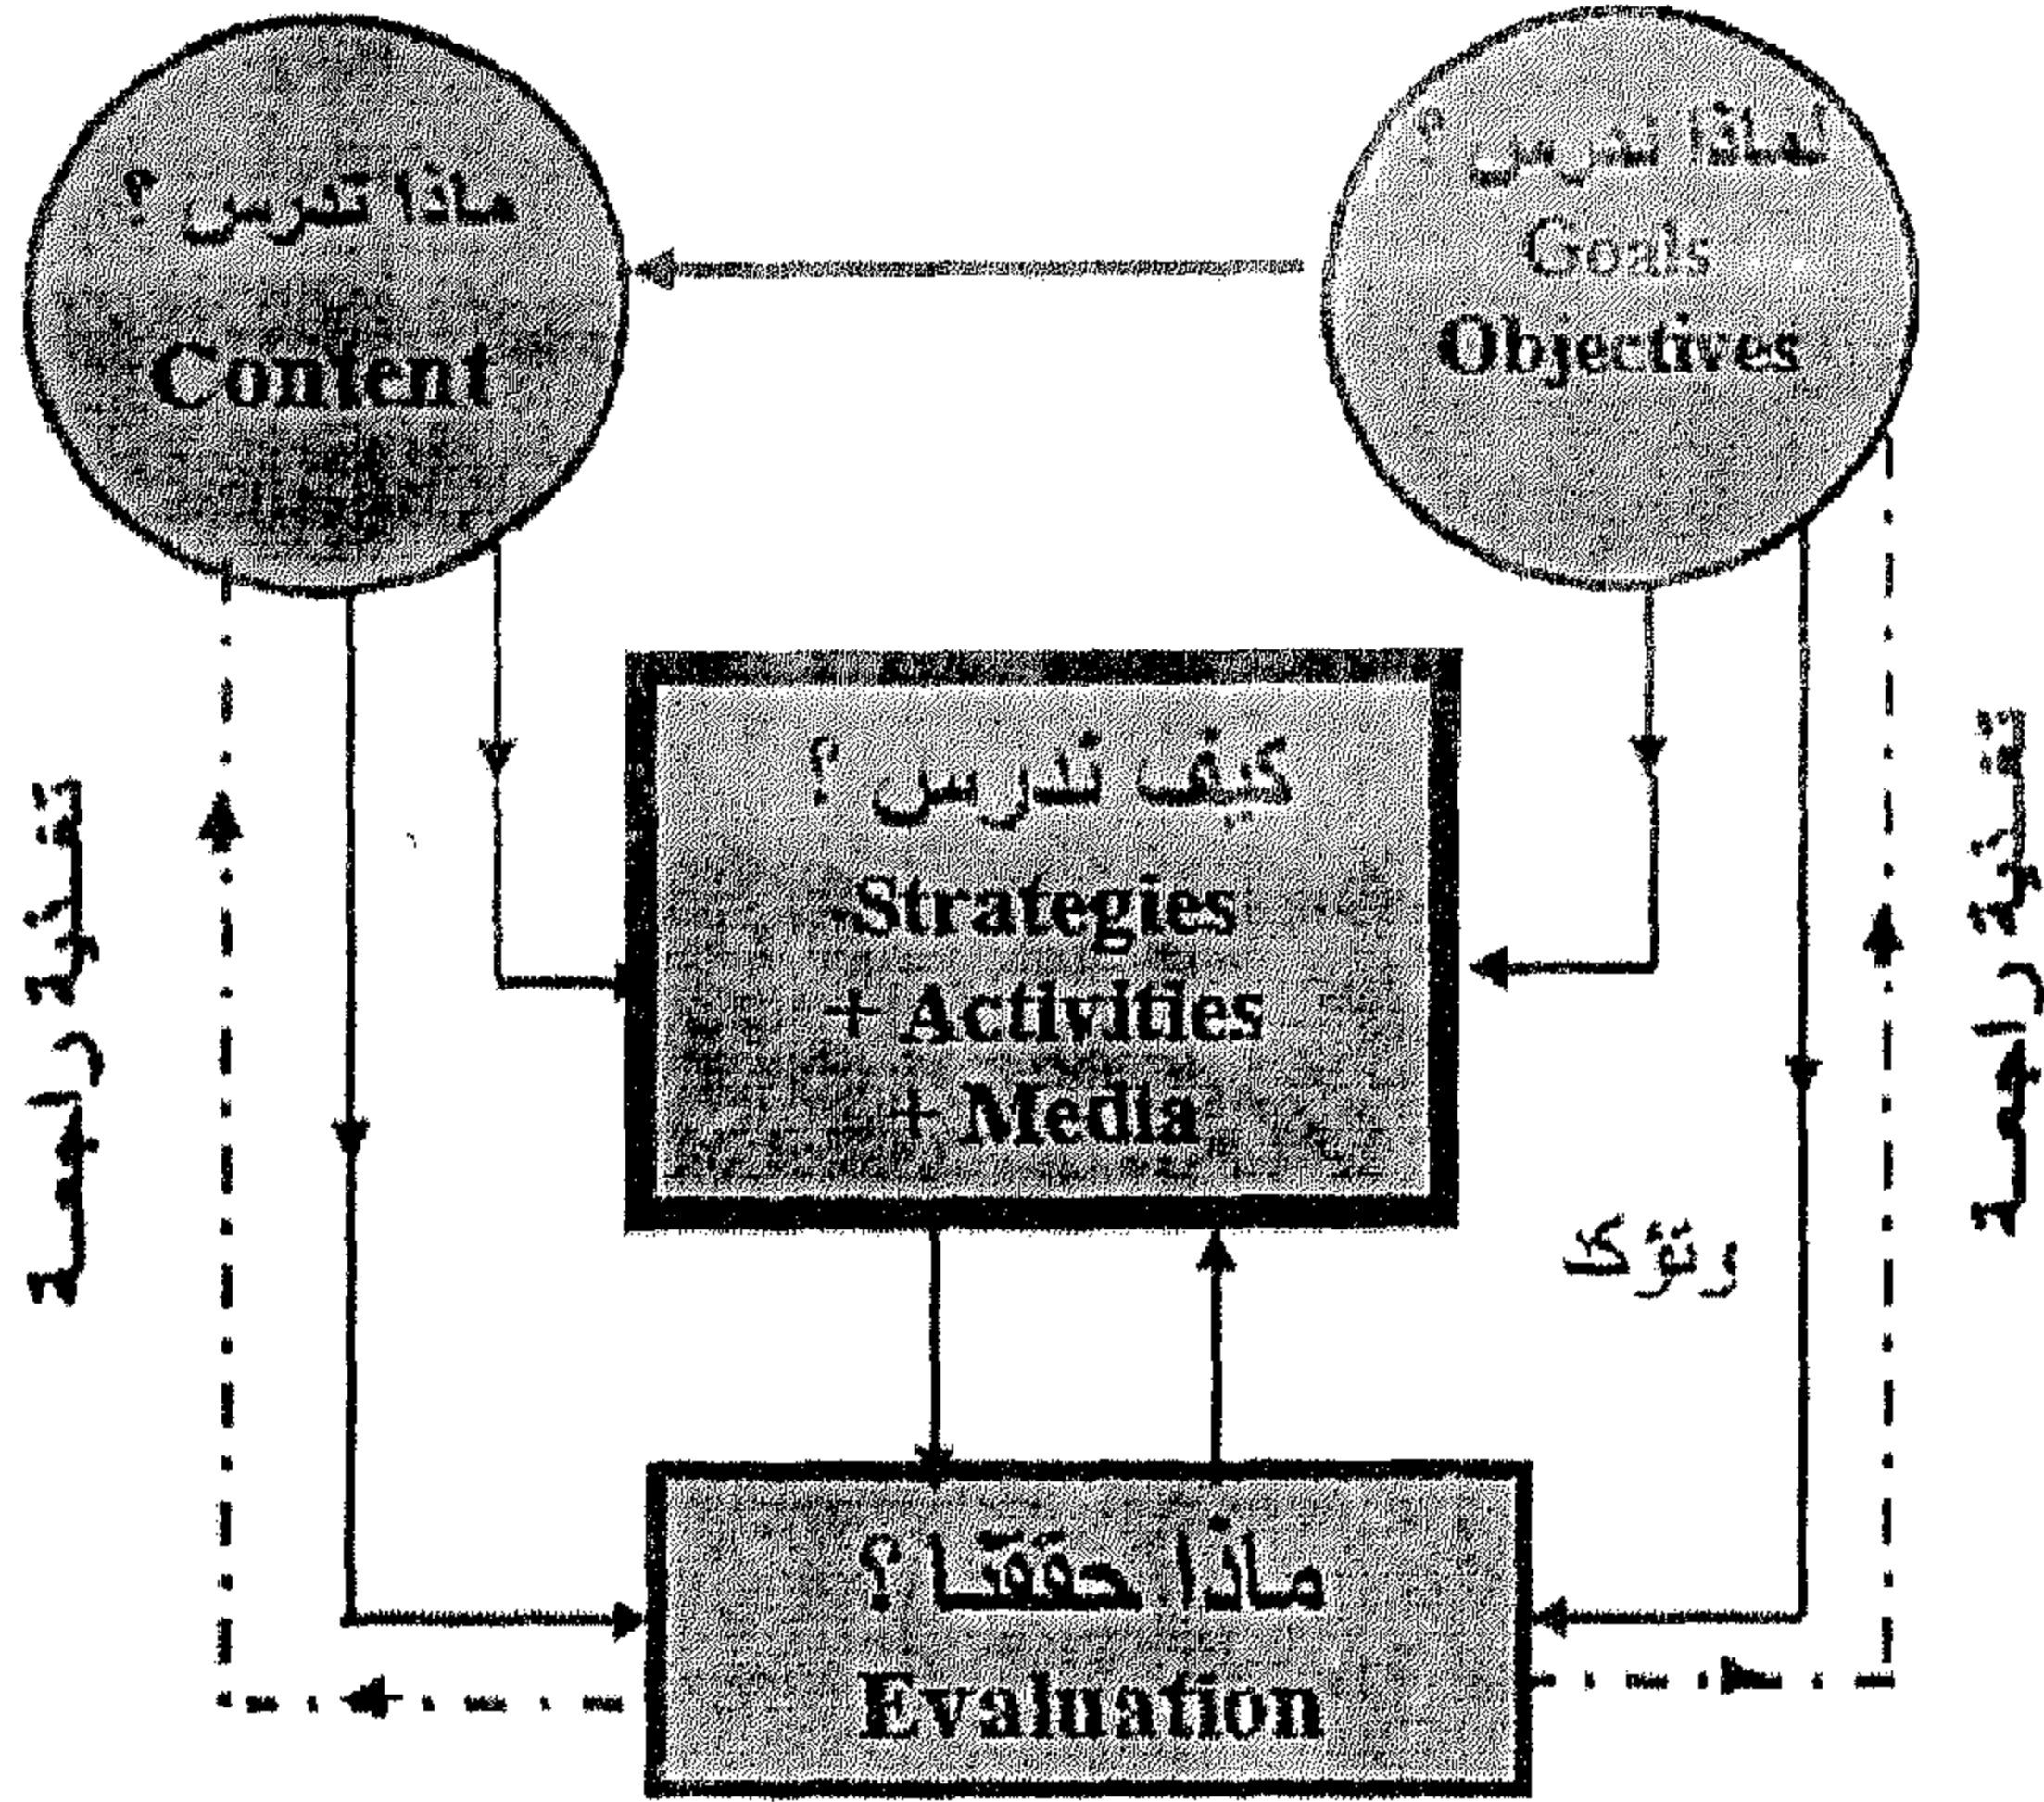 لماذا ندرس ؟
Goals
Objectives
ماذا تدرس ؟
Content
كيف ندرس ؟
Strategies
+ Activities
+ Media
وتؤكد
ماذا حققنا ؟
Evaluation
تغذية راجعة
تغذية راجعة